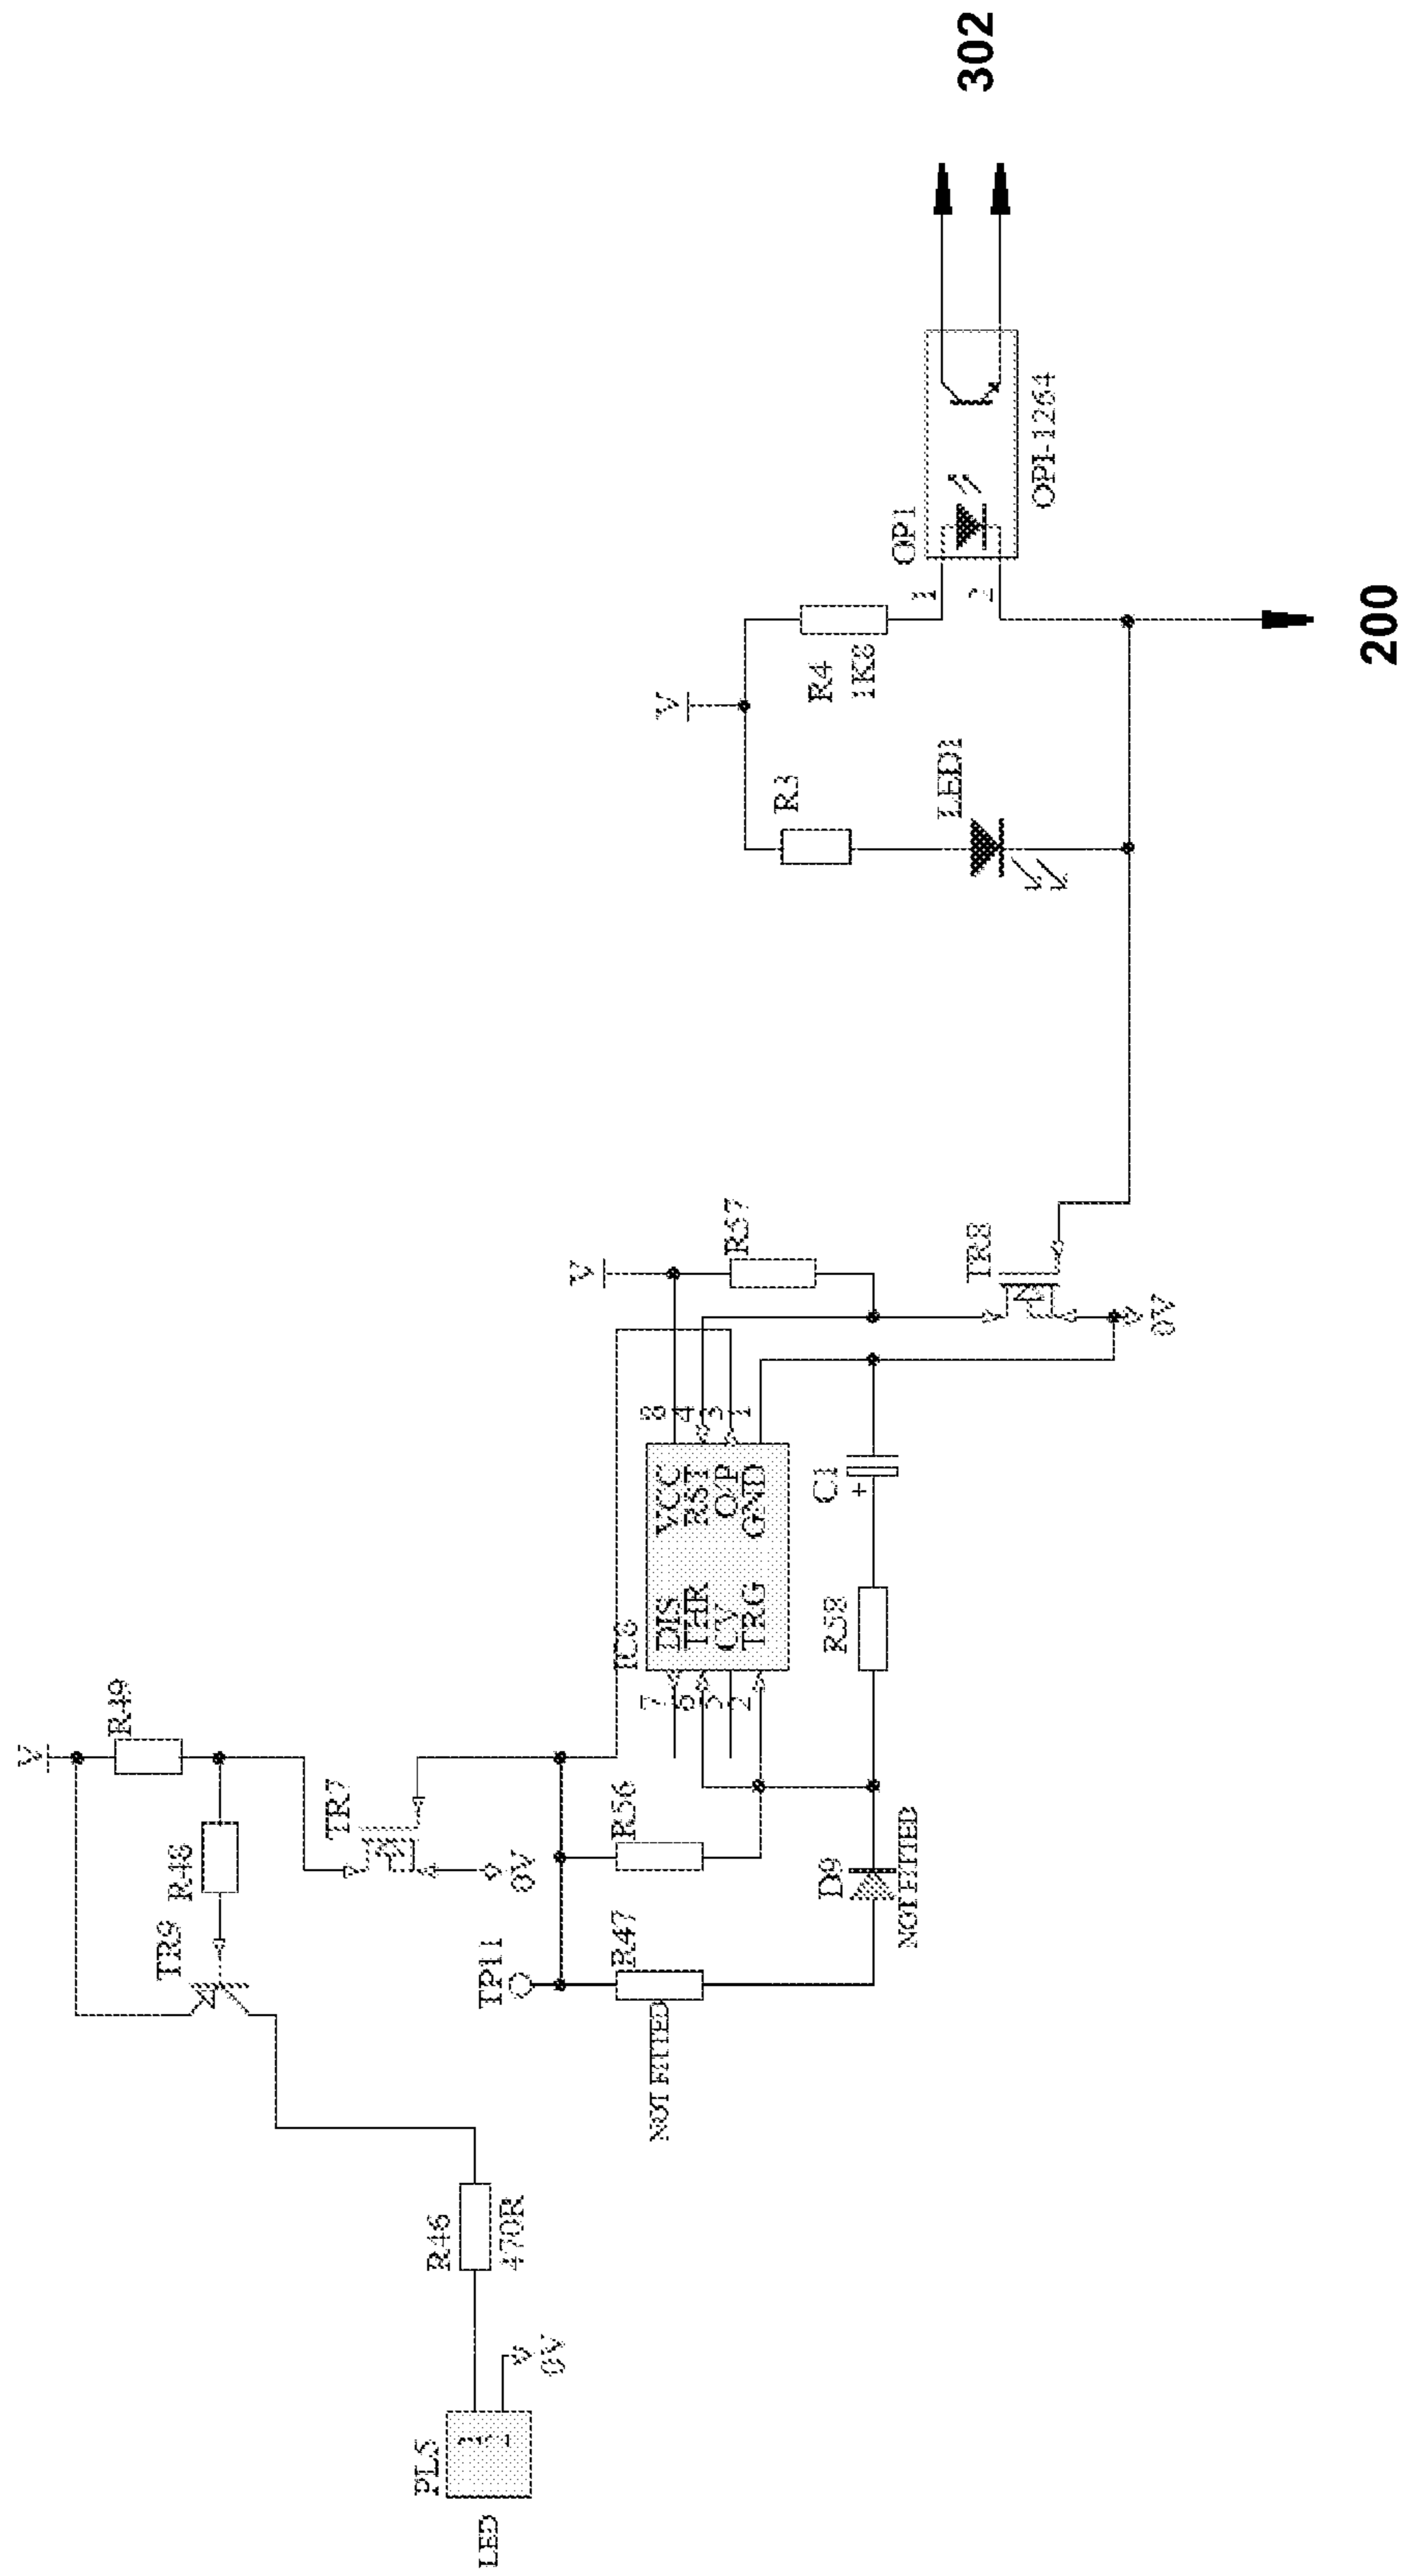 302
OP1
OPI-1264
1
2
200
V
R4
1K8
R3
LED1
V
R57
TR8
0V
8
4
3
1
VCC
RST
O/P
GND
DIS
THR
CV
TRG
IC6
7
6
5
2
C1
+
R58
V
R49
R48
TR7
0V
TR9
R56
TP11
R47
NOT FITTED
D9
NOT FITTED
R46
470R
0V
PL5
LED